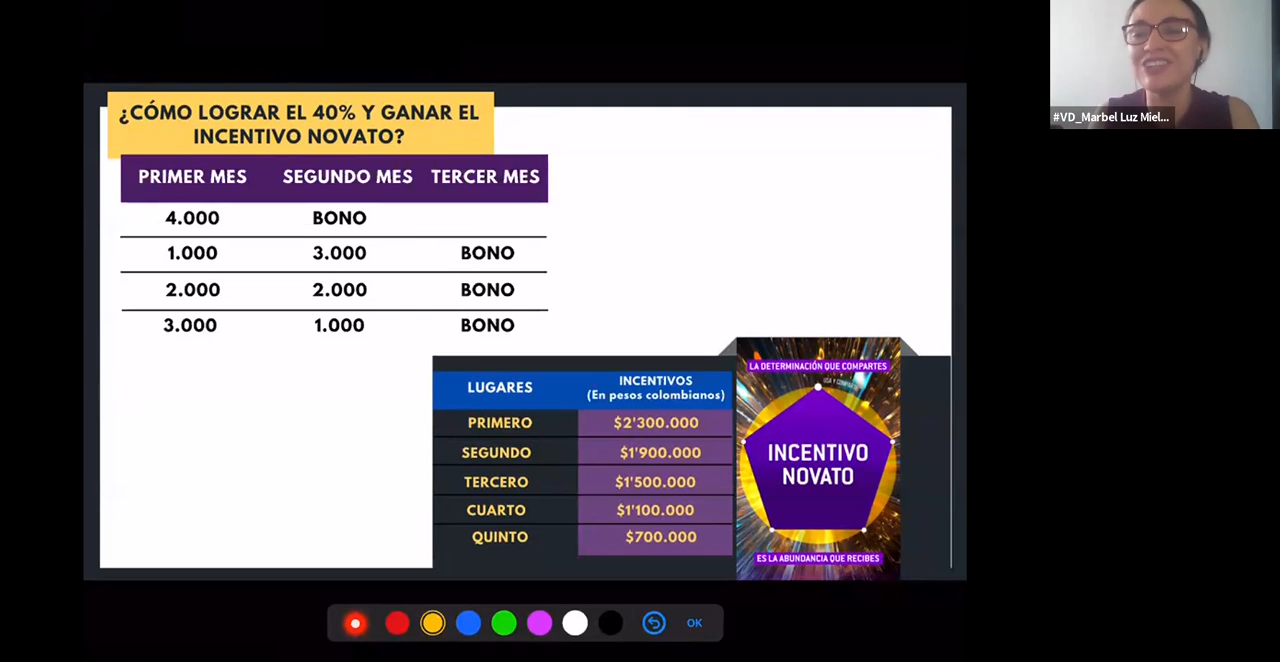 ¿CÓMO LOGRAR EL 40% Y GANAR EL
INCENTIVO NOVATO?
PRIMER MES SEGUNDO MES TERCER MES
4.000 BONO
1.000 3.000 BONO
2.000 2.000 BONO
3.000 1.000 BONO
LUGARES INCENTIVOS
(En pesos colombianos)
PRIMERO $2'300.000
SEGUNDO $1'900.000
TERCERO $1'500.000
CUARTO $1'100.000
QUINTO $700.000
LA DETERMINACIÓN QUE COMPARTES
INCENTIVO
NOVATO
ES LA ABUNDANCIA QUE RECIBES
#VD_Marbel Luz Miel...
OK